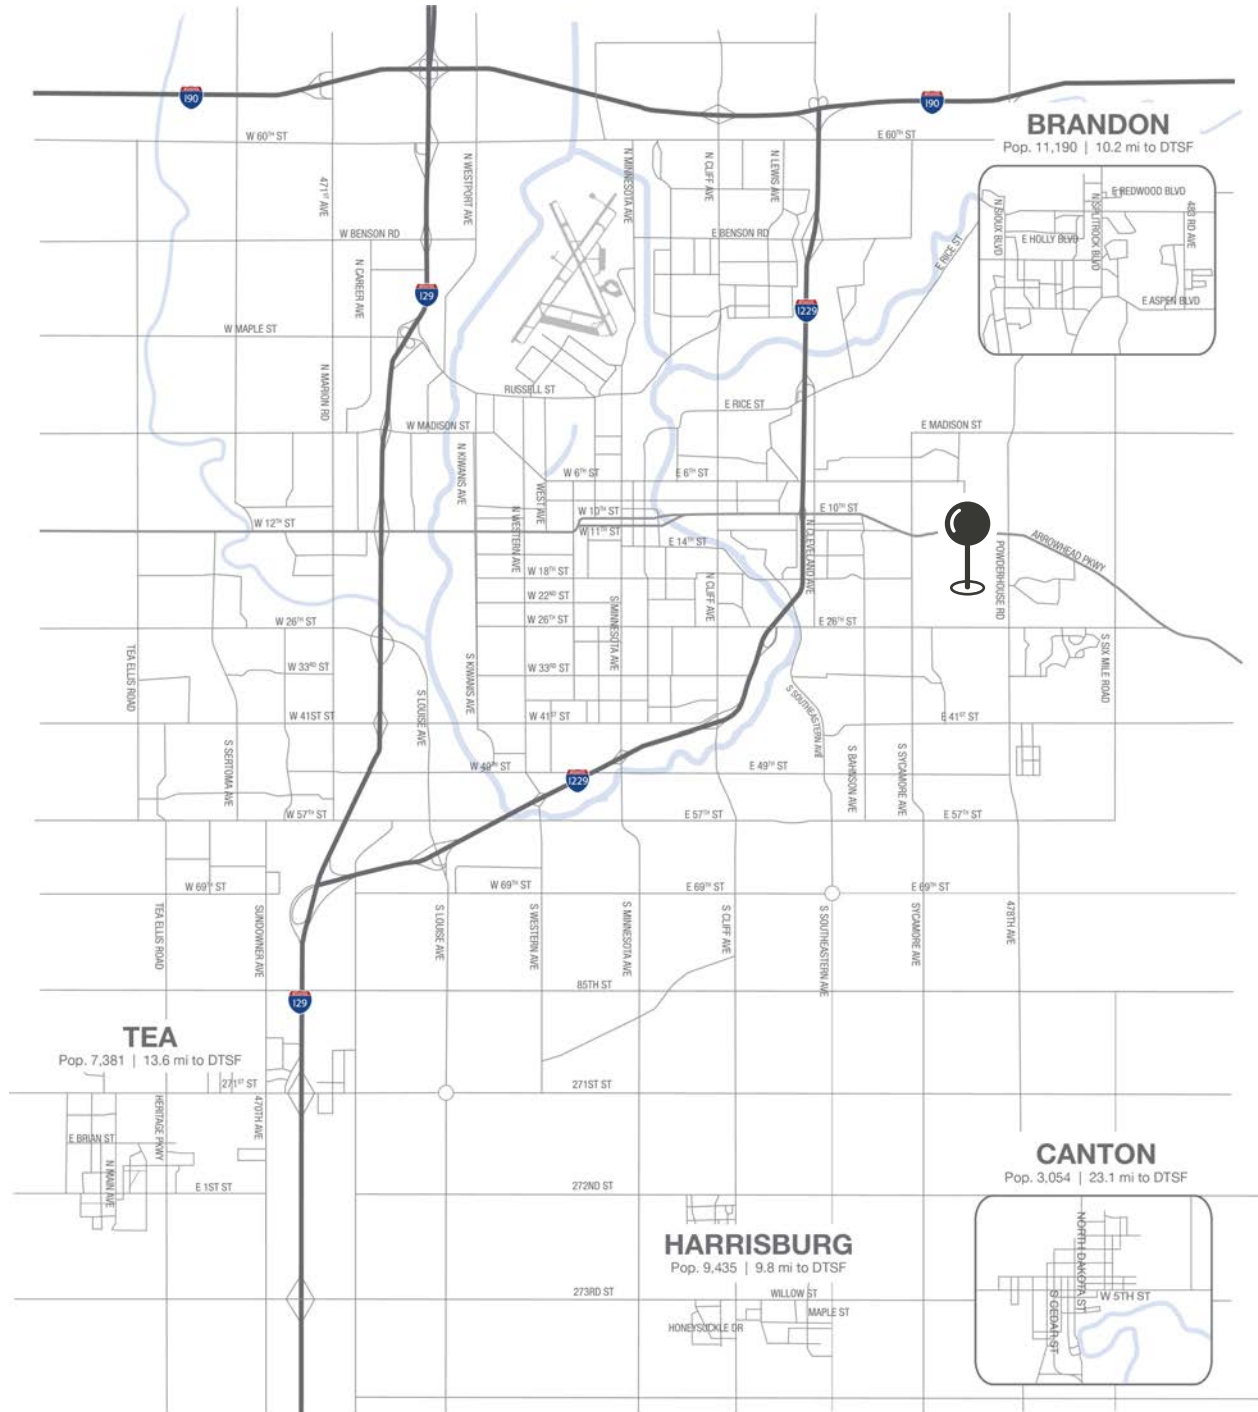 I90
I90
W 60TH ST
E 60TH ST
BRANDON
Pop. 11,190 | 10.2 mi to DTSF
471ST AVE
N WESTPORT AVE
N MINNESOTA AVE
N CLIFF AVE
N LEWIS AVE
E REDWOOD BLVD
N SIOUX BLVD
N SPLITROCK BLVD
483 RD AVE
E HOLLY BLVD
E ASPEN BLVD
W BENSON RD
E BENSON RD
E RICE ST
N CAREER AVE
I29
I229
W MAPLE ST
N MARION RD
RUSSELL ST
E RICE ST
W MADISON ST
E MADISON ST
N KIWANIS AVE
W 6TH ST
E 6TH ST
WEST AVE
N WESTERN AVE
W 10TH ST
E 10TH ST
W 12TH ST
W 11TH ST
E 14TH ST
N CLEVELAND AVE
POWDERHOUSE RD
ARROWHEAD PKWY
W 18TH ST
N CLIFF AVE
W 22ND ST
S MINNESOTA AVE
W 26TH ST
W 26TH ST
E 26TH ST
TEA ELLIS ROAD
W 33RD ST
S KIWANIS AVE
W 33RD ST
S SIX MILE ROAD
S LOUISE AVE
S SOUTHEASTERN AVE
W 41ST ST
W 41ST ST
E 41ST ST
S SERTOMA AVE
S BAHNSON AVE
S SYCAMORE AVE
W 49TH ST
E 49TH ST
I229
W 57TH ST
E 57TH ST
E 57TH ST
W 69TH ST
W 69TH ST
E 69TH ST
E 69TH ST
TEA ELLIS ROAD
SUNDOWNER AVE
S LOUISE AVE
S WESTERN AVE
S MINNESOTA AVE
S CLIFF AVE
S SOUTHEASTERN AVE
SYCAMORE AVE
478TH AVE
85TH ST
I29
TEA
Pop. 7,381 | 13.6 mi to DTSF
271ST ST
271ST ST
HERITAGE PKWY
470TH AVE
E BRIAN ST
N MAIN AVE
E 1ST ST
272ND ST
CANTON
Pop. 3,054 | 23.1 mi to DTSF
NORTH DAKOTA ST
S CEDAR ST
W 5TH ST
HARRISBURG
Pop. 9,435 | 9.8 mi to DTSF
273RD ST
WILLOW ST
MAPLE ST
HONEYSUCKLE DR